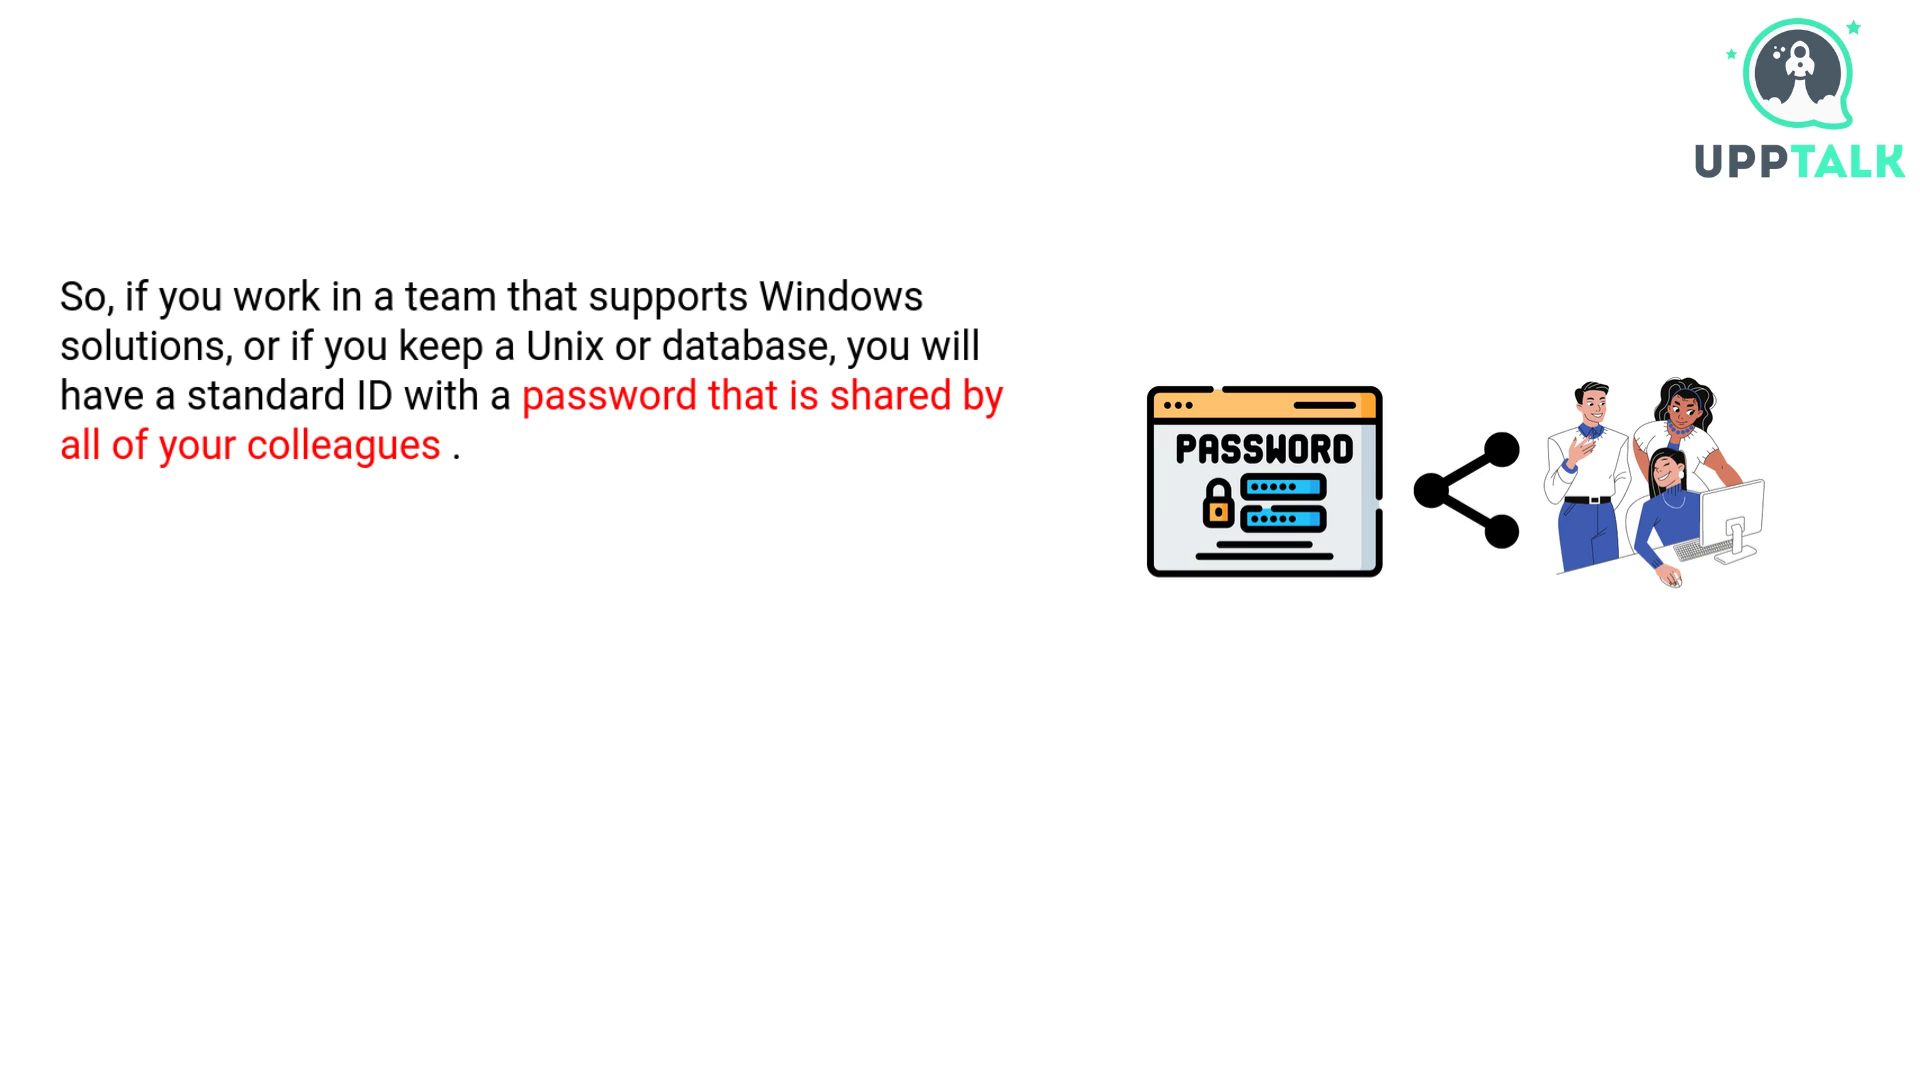 UPPTALK
So, if you work in a team that supports Windows
solutions, or if you keep a Unix or database, you will
have a standard ID with a password that is shared by
all of your colleagues .
PASSWORD